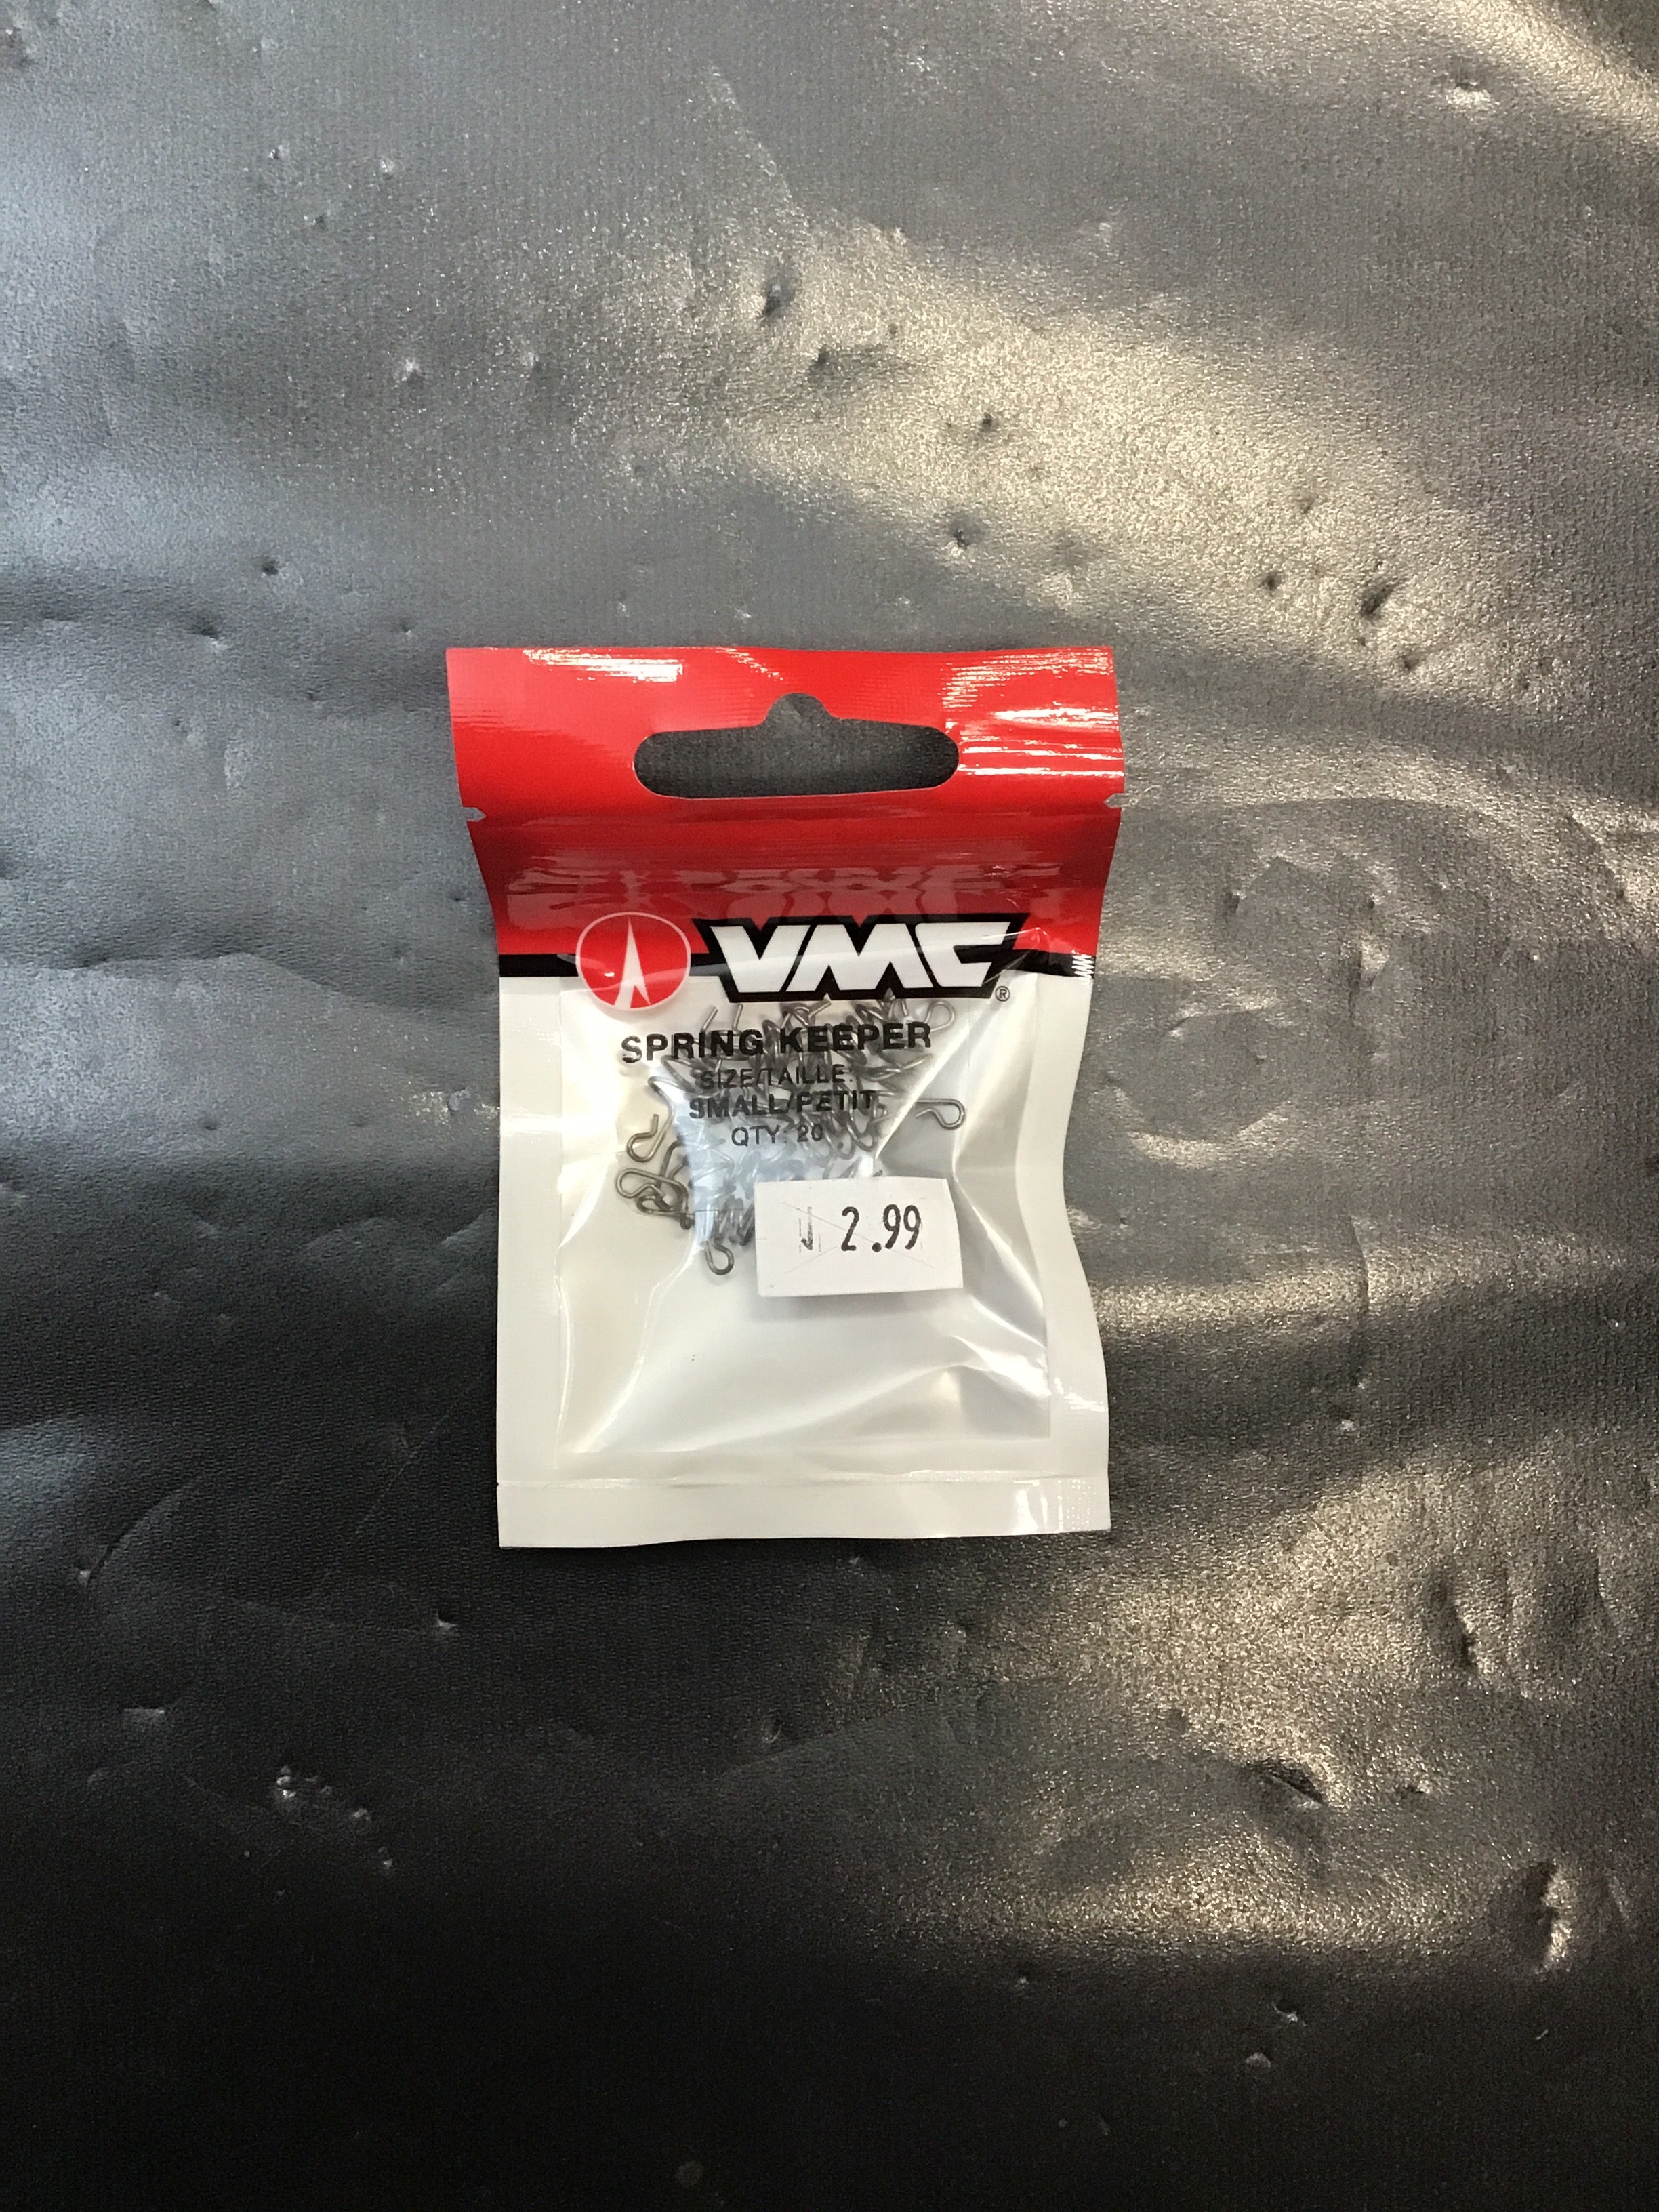 VMC®
SPRING KEEPER
SIZE/TAILLE:
SMALL/PETIT
QTY: 20
2.99